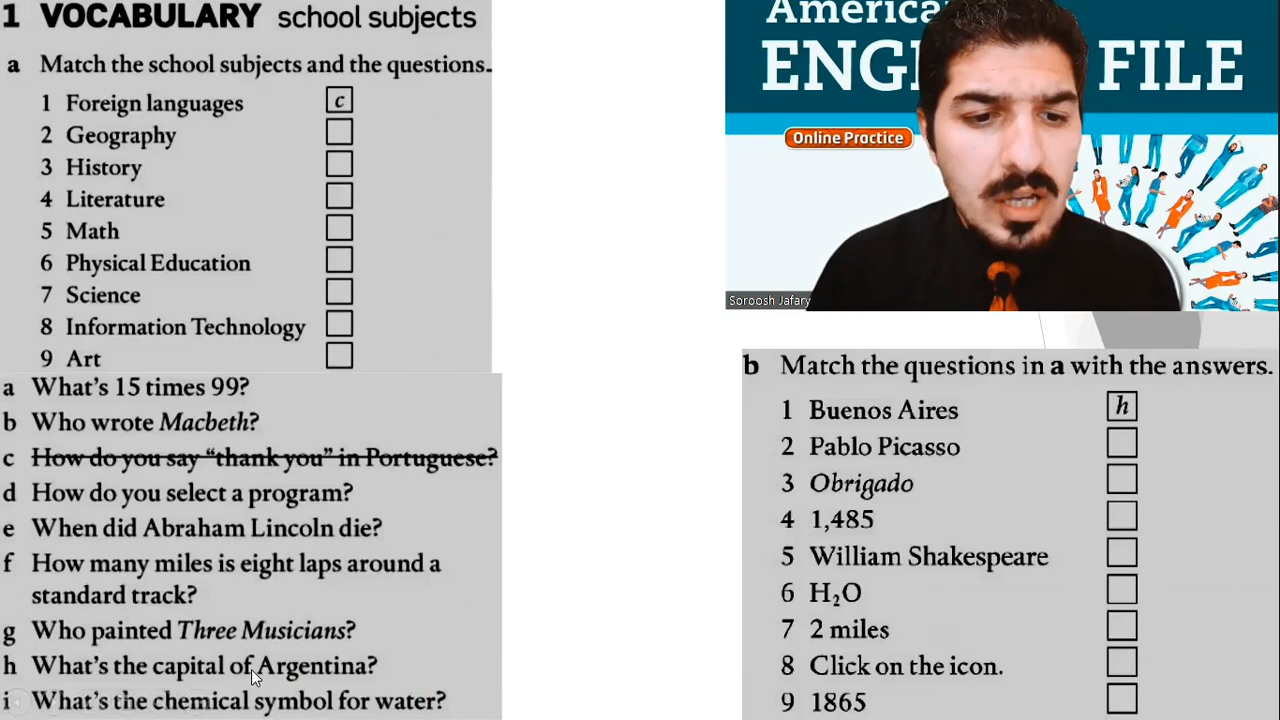 1 VOCABULARY school subjects
a Match the school subjects and the questions.
1 Foreign languages c
2 Geography
3 History
4 Literature
5 Math
6 Physical Education
7 Science
8 Information Technology
9 Art
a What's 15 times 99?
b Who wrote Macbeth?
c How do you say “thank you” in Portuguese?
d How do you select a program?
e When did Abraham Lincoln die?
f How many miles is eight laps around a
standard track?
g Who painted Three Musicians?
h What's the capital of Argentina?
i What's the chemical symbol for water?
America
ENG FILE
Online Practice
Soroosh Jafary
b Match the questions in a with the answers.
1 Buenos Aires h
2 Pablo Picasso
3 Obrigado
4 1,485
5 William Shakespeare
6 H₂O
7 2 miles
8 Click on the icon.
9 1865